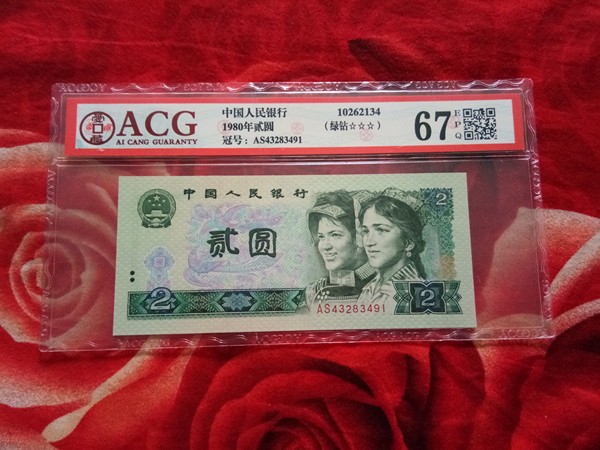 ACG
AI CANG GUARANTY
中国人民银行
1980年贰圆
冠号：AS43283491
10262134
（绿钻☆☆☆）
67
EPQ
中国人民银行
贰圆
2
2
2
AS43283491